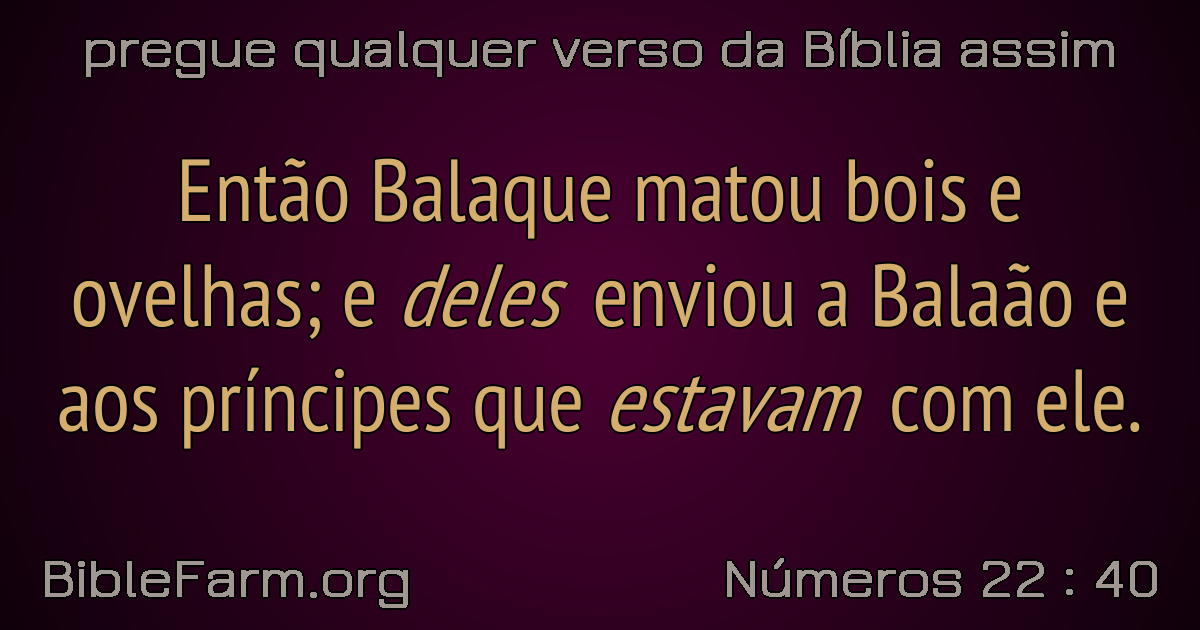 pregue qualquer verso da Bíblia assim
Então Balaque matou bois e
ovelhas; e deles enviou a Balaão e
aos príncipes que estavam com ele.
BibleFarm.org
Números 22 : 40